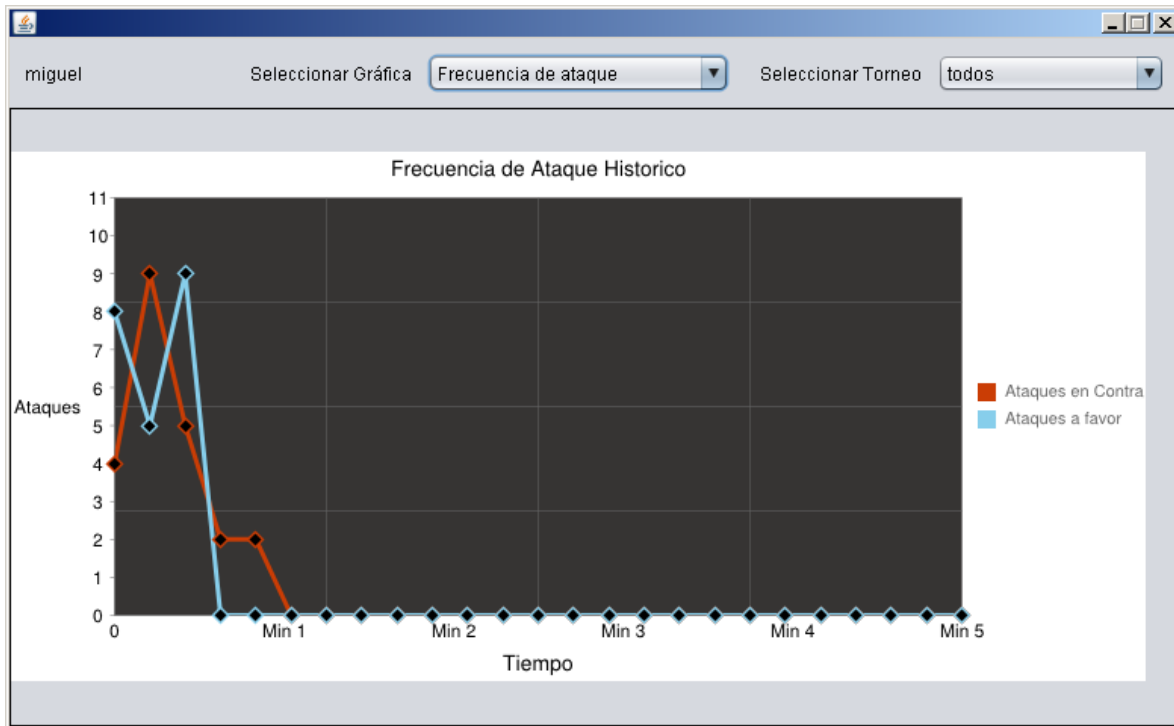 miguel
Seleccionar Gráfica
Frecuencia de ataque
Seleccionar Torneo
todos
Frecuencia de Ataque Historico
11
10
9
8
7
6
5
4
3
2
1
0
Ataques
Ataques en Contra
Ataques a favor
0
Min 1
Min 2
Min 3
Min 4
Min 5
Tiempo